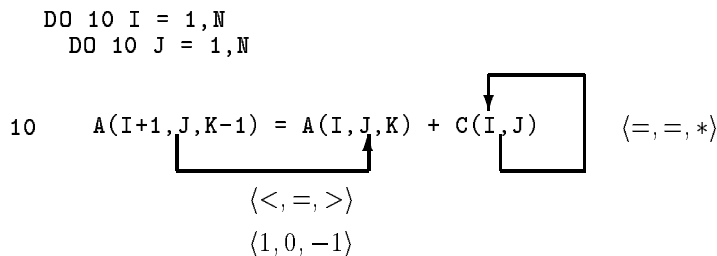 DO 10 I = 1,N
DO 10 J = 1,N
10 A(I+1,J,K-1) = A(I,J,K) + C(I,J) ⟨=, =, *⟩
⟨<, =, >⟩
⟨1, 0, −1⟩